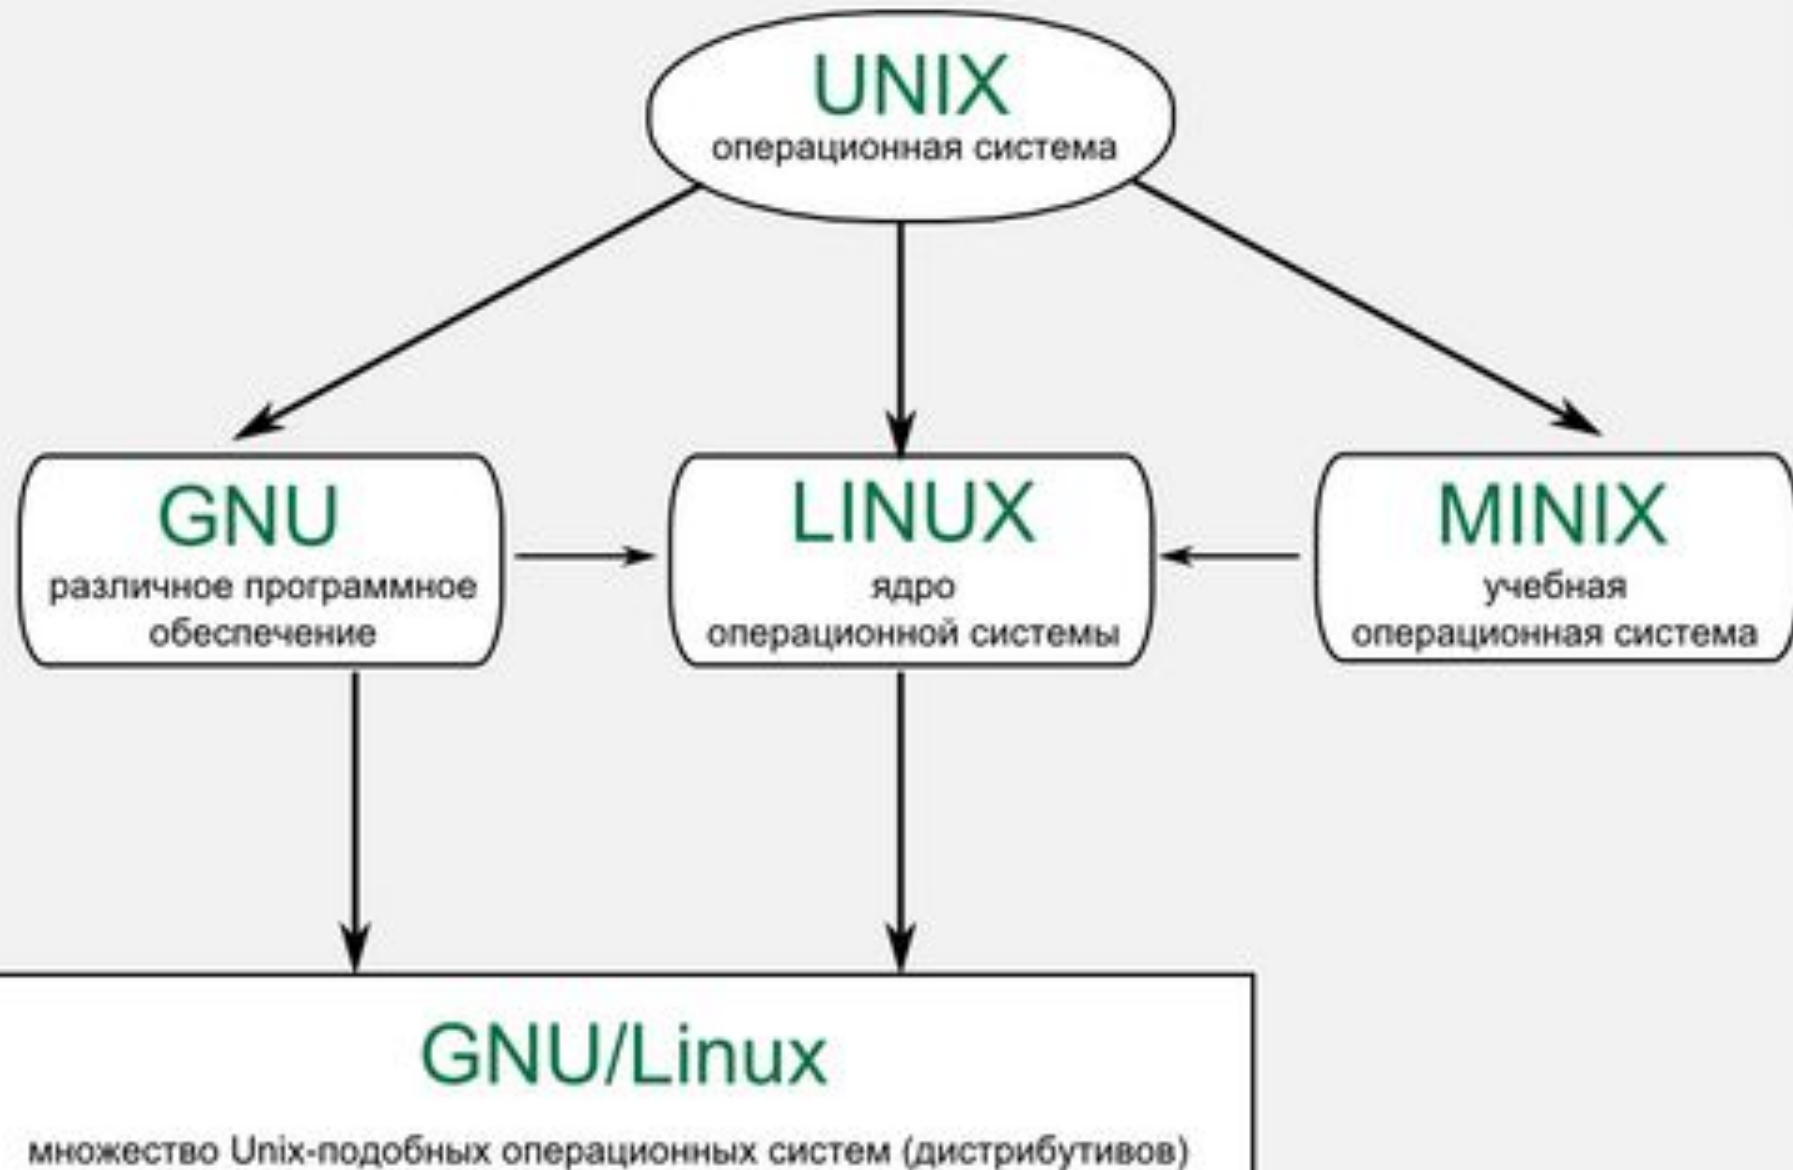 UNIX
операционная система
GNU
различное программное
обеспечение
LINUX
ядро
операционной системы
MINIX
учебная
операционная система
GNU/Linux
множество Unix-подобных операционных систем (дистрибутивов)